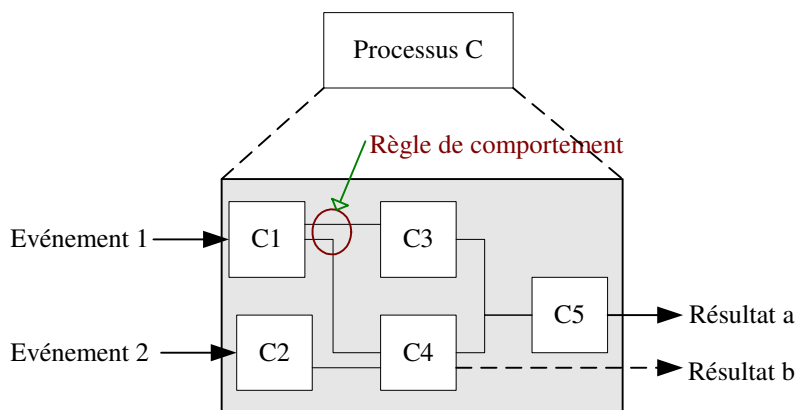 Processus C
Règle de comportement
Evénement 1
C1
C3
C5
Résultat a
Evénement 2
C2
C4
Résultat b